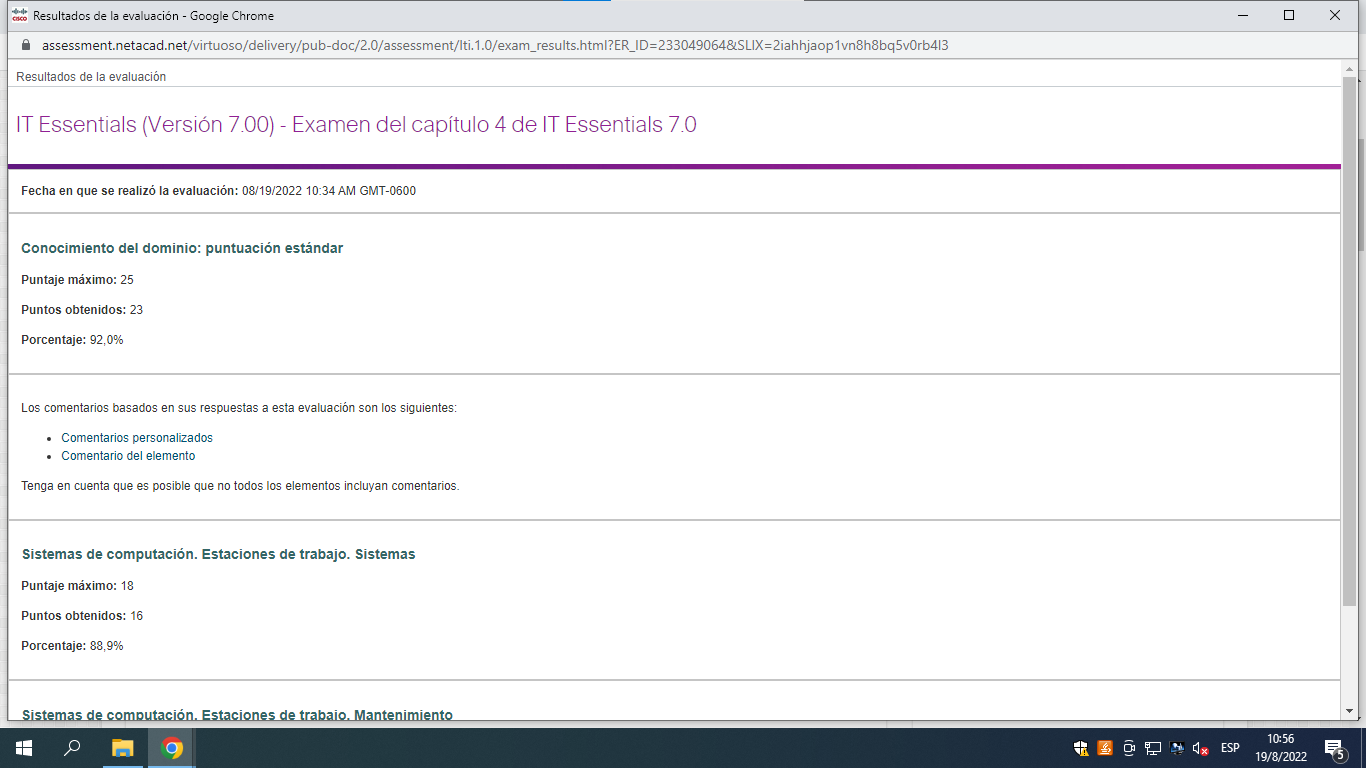 Resultados de la evaluación - Google Chrome
assessment.netacad.net/virtuoso/delivery/pub-doc/2.0/assessment/lti.1.0/exam_results.html?ER_ID=233049064&SLIX=2iahhjaop1vn8h8bq5v0rb4l3
Resultados de la evaluación
IT Essentials (Versión 7.00) - Examen del capítulo 4 de IT Essentials 7.0
Fecha en que se realizó la evaluación: 08/19/2022 10:34 AM GMT-0600
Conocimiento del dominio: puntuación estándar
Puntaje máximo: 25
Puntos obtenidos: 23
Porcentaje: 92,0%
Los comentarios basados en sus respuestas a esta evaluación son los siguientes:
• Comentarios personalizados
• Comentario del elemento
Tenga en cuenta que es posible que no todos los elementos incluyan comentarios.
Sistemas de computación. Estaciones de trabajo. Sistemas
Puntaje máximo: 18
Puntos obtenidos: 16
Porcentaje: 88,9%
Sistemas de computación. Estaciones de trabajo. Mantenimiento
ESP
10:56
19/8/2022
5